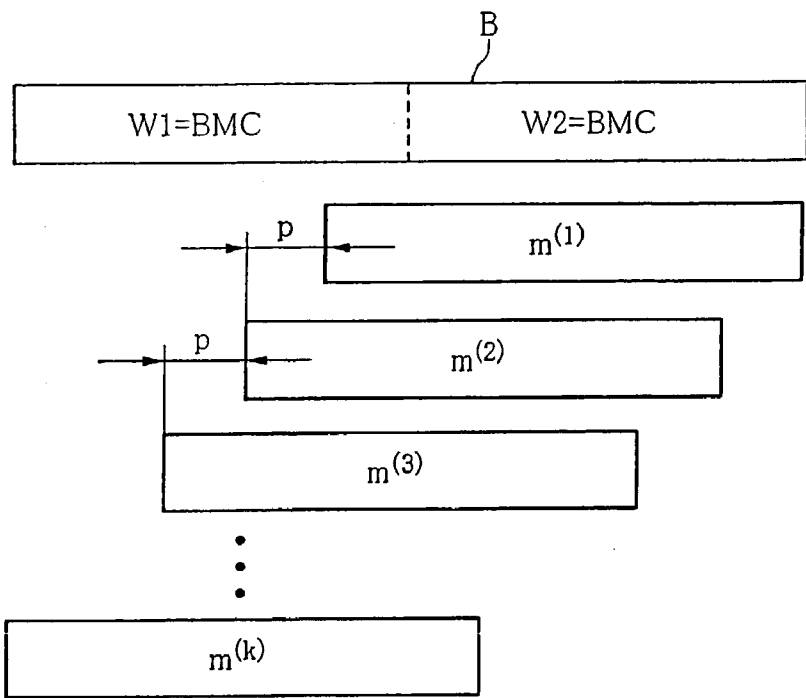 B
W1=BMC W2=BMC
p m⁽¹⁾
p m⁽²⁾
m⁽³⁾
m⁽ᵏ⁾